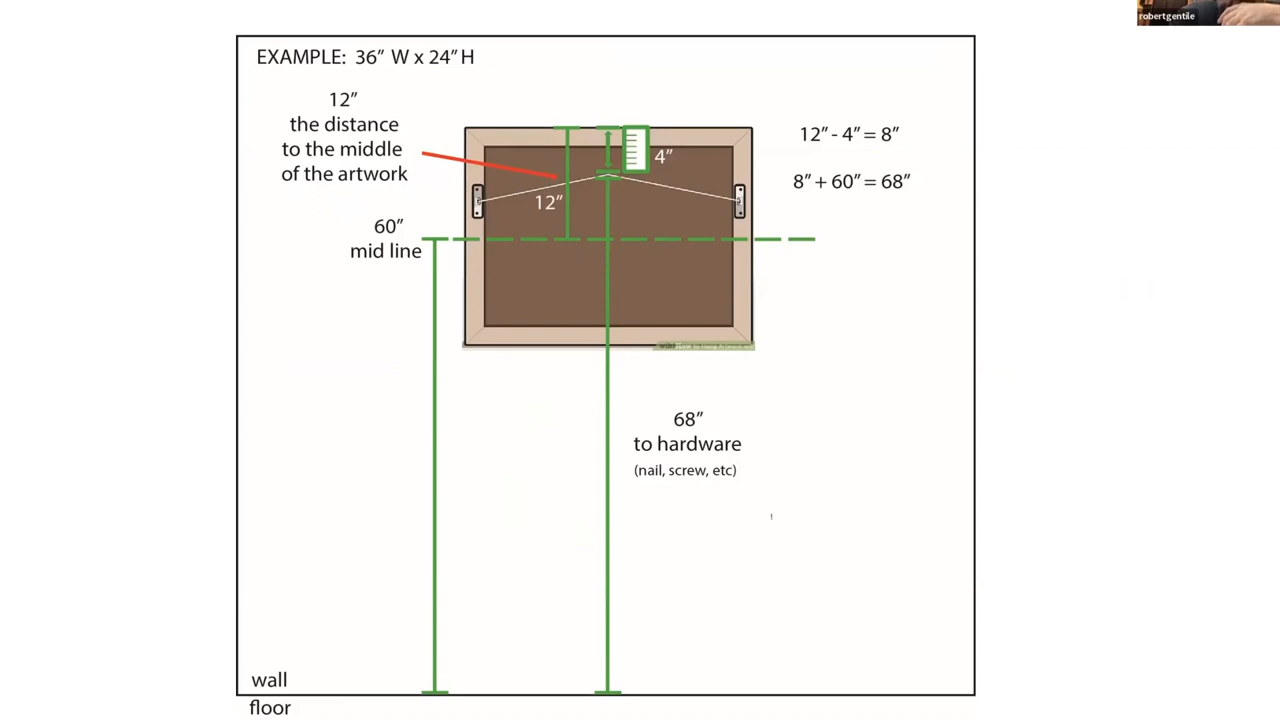 robertgentile
EXAMPLE: 36” W x 24” H
12”
the distance
to the middle
of the artwork
12” - 4” = 8”
4”
8” + 60” = 68”
12”
60”
mid line
68”
to hardware
(nail, screw, etc)
wall
floor